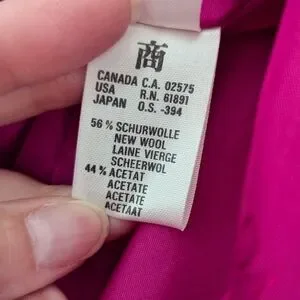 商
CANADA C.A. 02575
USA R.N. 61891
JAPAN O.S. -394
56 % SCHURWOLLE
NEW WOOL
LAINE VIERGE
SCHEERWOL
44 % ACETAT
ACETATE
ACETATE
ACETAAT